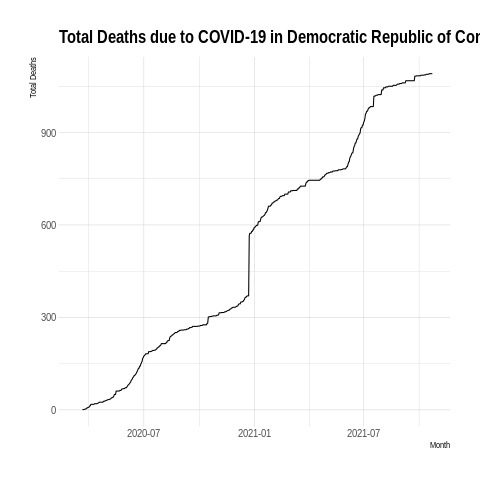 Total Deaths due to COVID-19 in Democratic Republic of Cor
Total Deaths
900
600
300
0
2020-07
2021-01
2021-07
Month